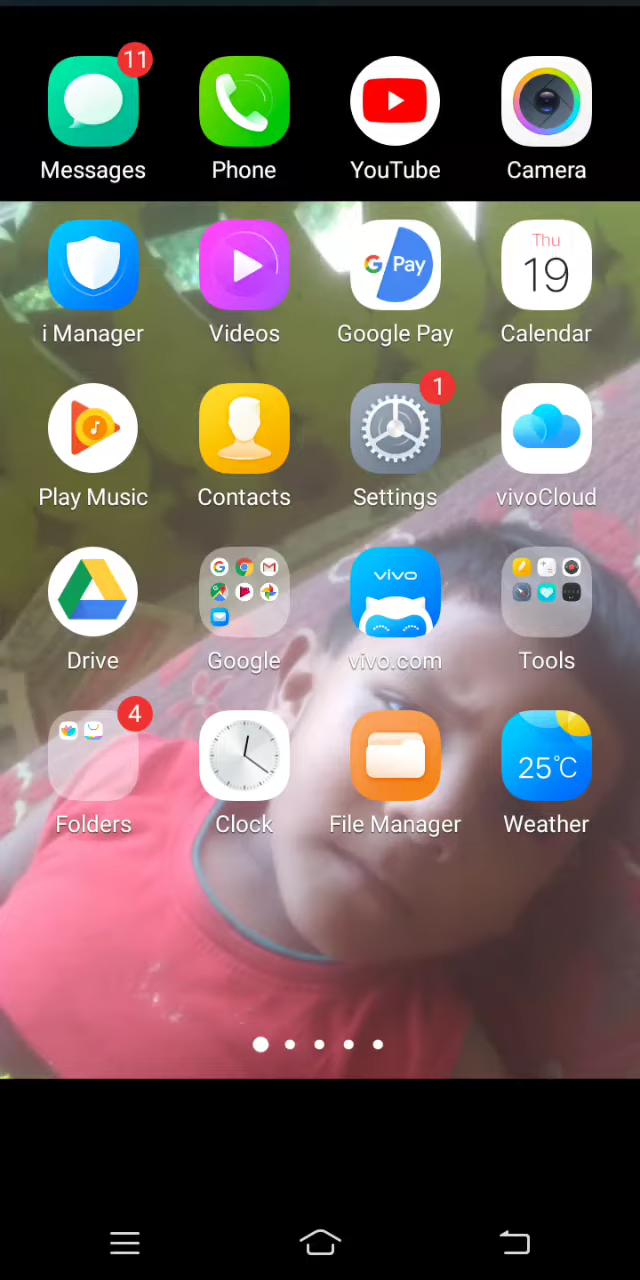 11
Messages Phone YouTube Camera
G Pay
Thu
19
i Manager Videos Google Pay Calendar
1
Play Music Contacts Settings vivoCloud
vivo
Drive Google vivo.com Tools
4
25°C
Folders Clock File Manager Weather